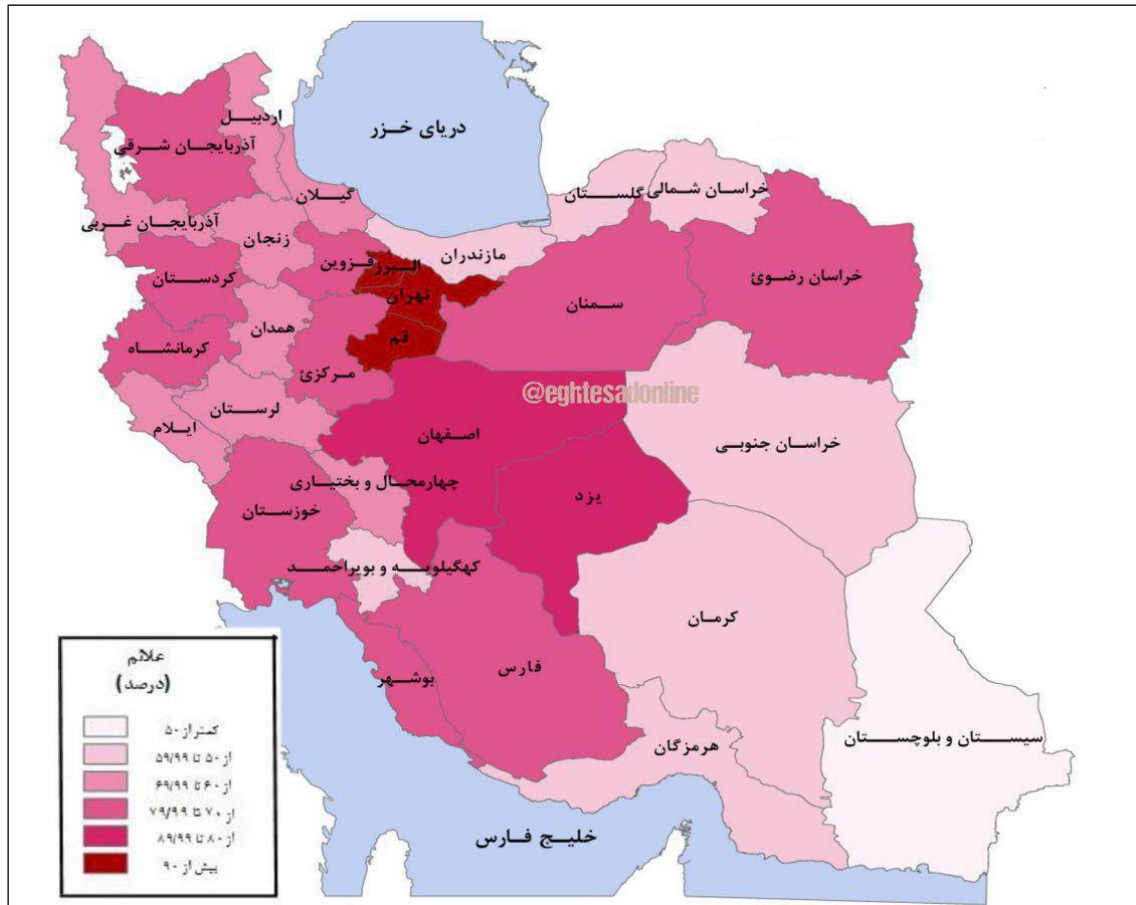 دریای خزر
اردبیل
آذربایجان شرقی
گیلان
گلستان
خراسان شمالی
آذربایجان غربی
زنجان
مازندران
قزوین
البرز
تهران
کردستان
سمنان
خراسان رضوئ
همدان
قم
کرمانشاه
مرکزئ
@eghtesadonline
لرستان
ایلام
اصفهان
خراسان جنوبی
چهارمحال و بختیاری
یزد
خوزستان
کهگیلویه و بویراحمد
کرمان
فارس
بوشهر
سیستان و بلوچستان
هرمزگان
خلیج فارس
علائم
(درصد)
کمتر از ۵۰
از ۵۰ تا ۵۹/۹۹
از ۶۰ تا ۶۹/۹۹
از ۷۰ تا ۷۹/۹۹
از ۸۰ تا ۸۹/۹۹
بیش از ۹۰